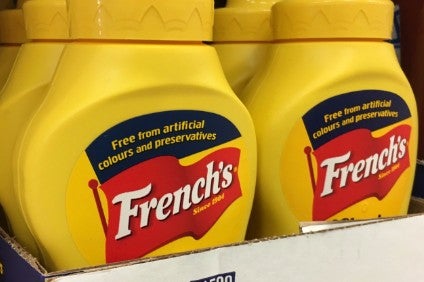 Free from artificial
colours and preservatives
French's
Since 1904
Free from artificial
colours and preservatives
French's
Since 1904